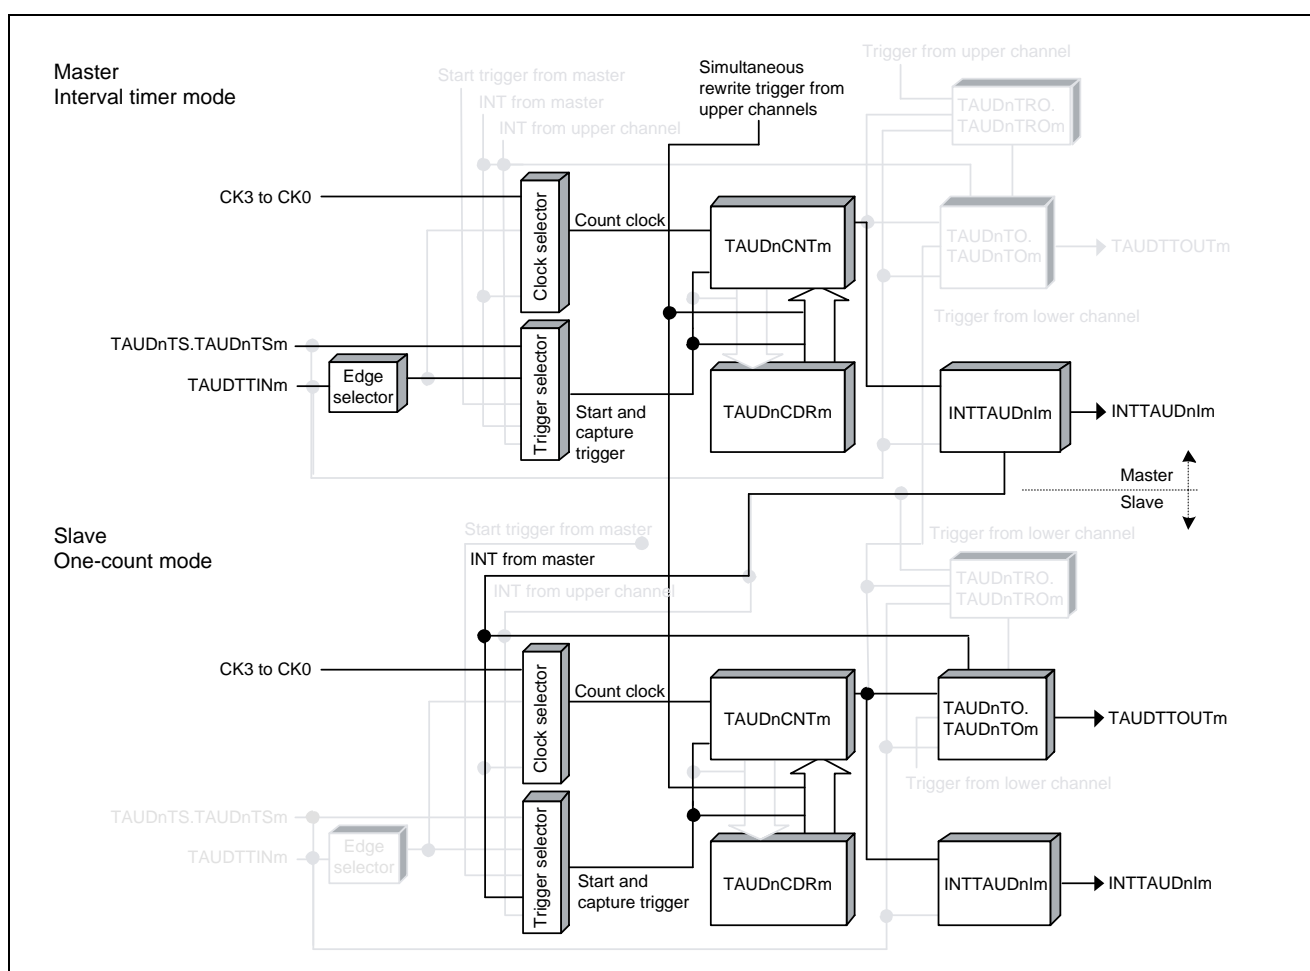 Master
Interval timer mode
Start trigger from master
INT from master
INT from upper channel
Simultaneous
rewrite trigger from
upper channels
Trigger from upper channel
TAUDnTRO.
TAUDnTROm
CK3 to CK0
Clock selector
Count clock
TAUDnCNTm
TAUDnTO.
TAUDnTOm
TAUDTTOUTm
Trigger from lower channel
TAUDnTS.TAUDnTSm
TAUDTTINm
Edge
selector
Trigger selector
Start and
capture
trigger
TAUDnCDRm
INTTAUDnIm
INTTAUDnIm
Master
Slave
Slave
One-count mode
Start trigger from master
INT from master
INT from upper channel
Trigger from lower channel
TAUDnTRO.
TAUDnTROm
CK3 to CK0
Clock selector
Count clock
TAUDnCNTm
TAUDnTO.
TAUDnTOm
TAUDTTOUTm
Trigger from lower channel
TAUDnTS.TAUDnTSm
TAUDTTINm
Edge
selector
Trigger selector
Start and
capture trigger
TAUDnCDRm
INTTAUDnIm
INTTAUDnIm